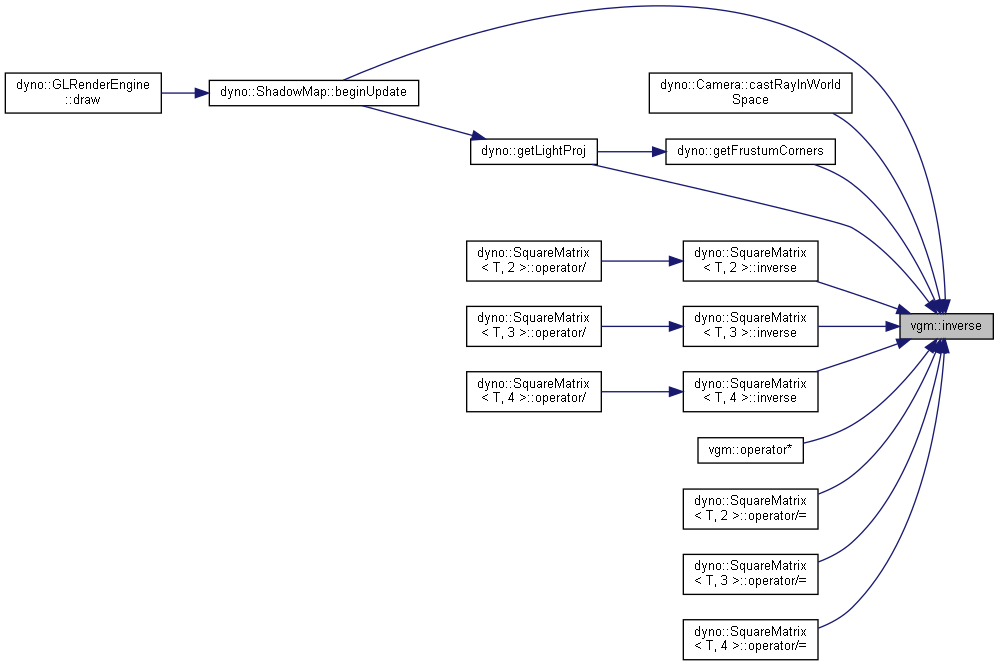 dyno::GLRenderEngine
::draw
dyno::ShadowMap::beginUpdate
dyno::Camera::castRayInWorld
Space
dyno::getLightProj
dyno::getFrustumCorners
dyno::SquareMatrix
< T, 2 >::operator/
dyno::SquareMatrix
< T, 2 >::inverse
dyno::SquareMatrix
< T, 3 >::operator/
dyno::SquareMatrix
< T, 3 >::inverse
vgm::inverse
dyno::SquareMatrix
< T, 4 >::operator/
dyno::SquareMatrix
< T, 4 >::inverse
vgm::operator*
dyno::SquareMatrix
< T, 2 >::operator/=
dyno::SquareMatrix
< T, 3 >::operator/=
dyno::SquareMatrix
< T, 4 >::operator/=